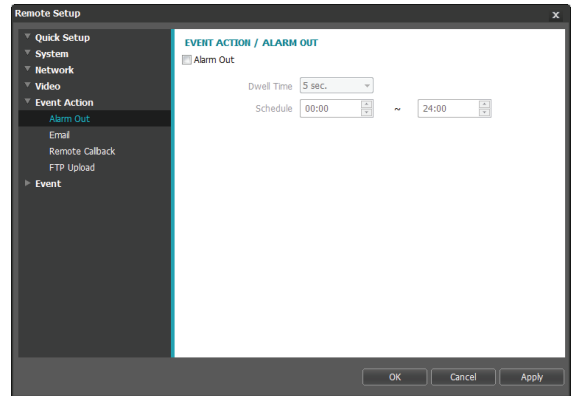 Remote Setup x
Quick Setup
System
Network
Video
Event Action
Alarm Out
Email
Remote Callback
FTP Upload
Event
EVENT ACTION / ALARM OUT
Alarm Out
Dwell Time 5 sec.
Schedule 00:00 ~ 24:00
OK Cancel Apply